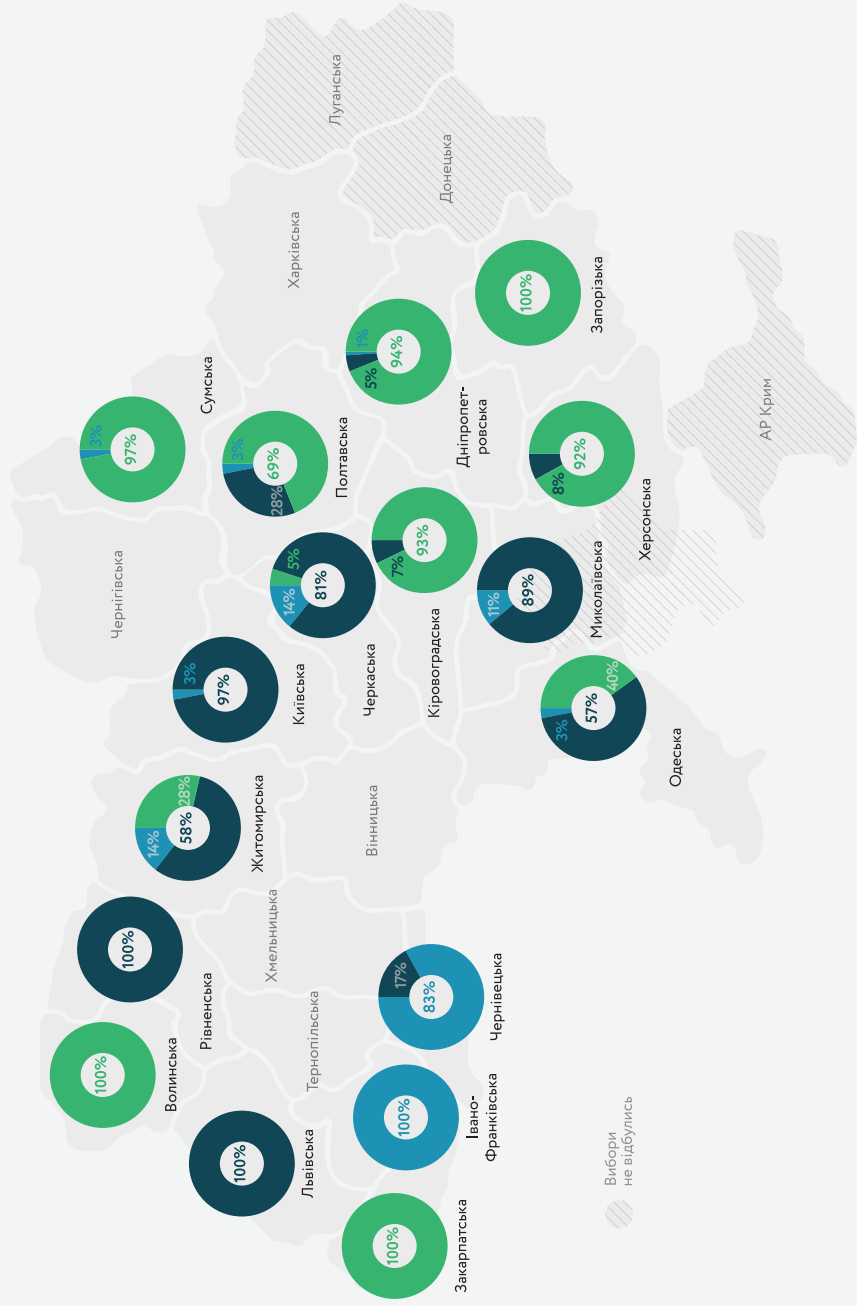 Волинська
100%
Рівненська
100%
Житомирська
14%
28%
58%
Київська
3%
97%
Чернігівська
Сумська
3%
97%
Львівська
100%
Тернопільська
Хмельницька
Вінницька
Черкаська
14%
5%
81%
Полтавська
3%
28%
69%
Харківська
Луганська
Закарпатська
100%
Івано-
Франківська
100%
Чернівецька
17%
83%
Кіровоградська
7%
93%
Дніпропет-
ровська
5%
1%
94%
Донецька
Одеська
3%
40%
57%
Миколаївська
11%
89%
Херсонська
8%
92%
Запорізька
100%
АР Крим
Вибори
не відбулись